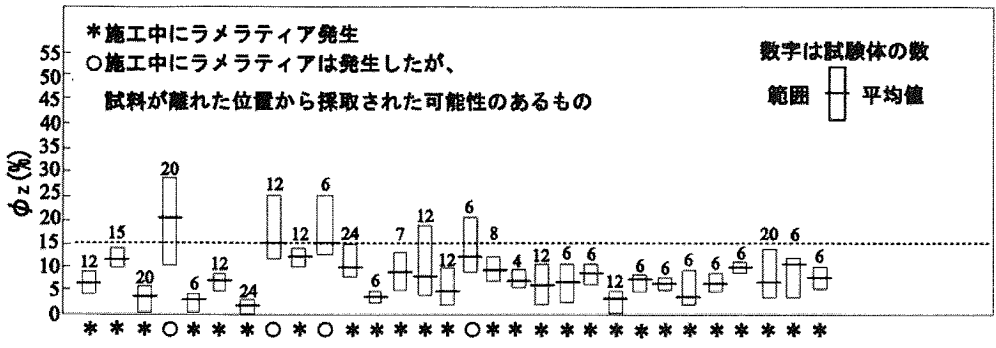 *施工中にラメラティア発生
○施工中にラメラティアは発生したが、
試料が離れた位置から採取された可能性のあるもの
数字は試験体の数
範囲 平均値
φz(%)
55
50
45
40
35
30
25
20
15
10
5
0
12 15 20 20 6 12 24 12 12 6 24 6 7 12 12 6 8 4 12 6 6 12 6 6 6 6 6 20 6 6
* * * ○ * * * ○ * ○ * * * * * ○ * * * * * * * * * * * * * *